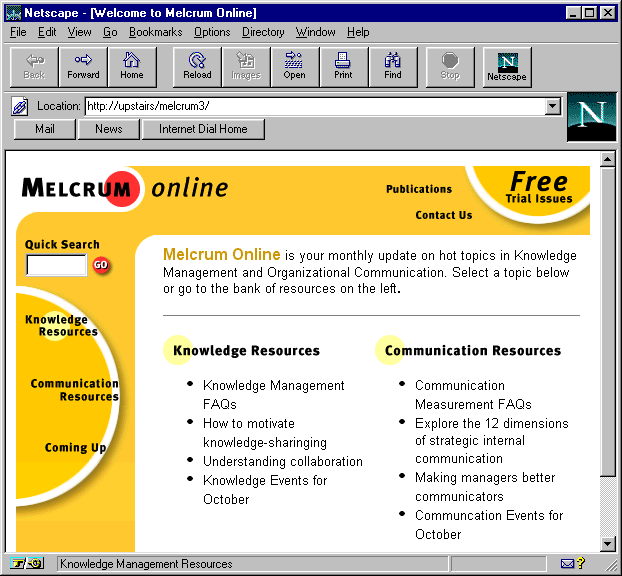 Netscape - [Welcome to Melcrum Online]
File Edit View Go Bookmarks Options Directory Window Help
Back Forward Home Reload Images Open Print Find Stop Netscape
Location: http://upstairs/melcrum3/
N
Mail News Internet Dial Home
MELCRUM online
Publications
Contact Us
Free
Trial Issues
Quick Search
GO
Knowledge
Resources
Communication
Resources
Coming Up
Melcrum Online is your monthly update on hot topics in Knowledge
Management and Organizational Communication. Select a topic below
or go to the bank of resources on the left.
Knowledge Resources
• Knowledge Management
FAQs
• How to motivate
knowledge-sharinging
• Understanding collaboration
• Knowledge Events for
October
Communication Resources
• Communication
Measurement FAQs
• Explore the 12 dimensions
of strategic internal
communication
• Making managers better
communicators
• Communcation Events for
October
Knowledge Management Resources